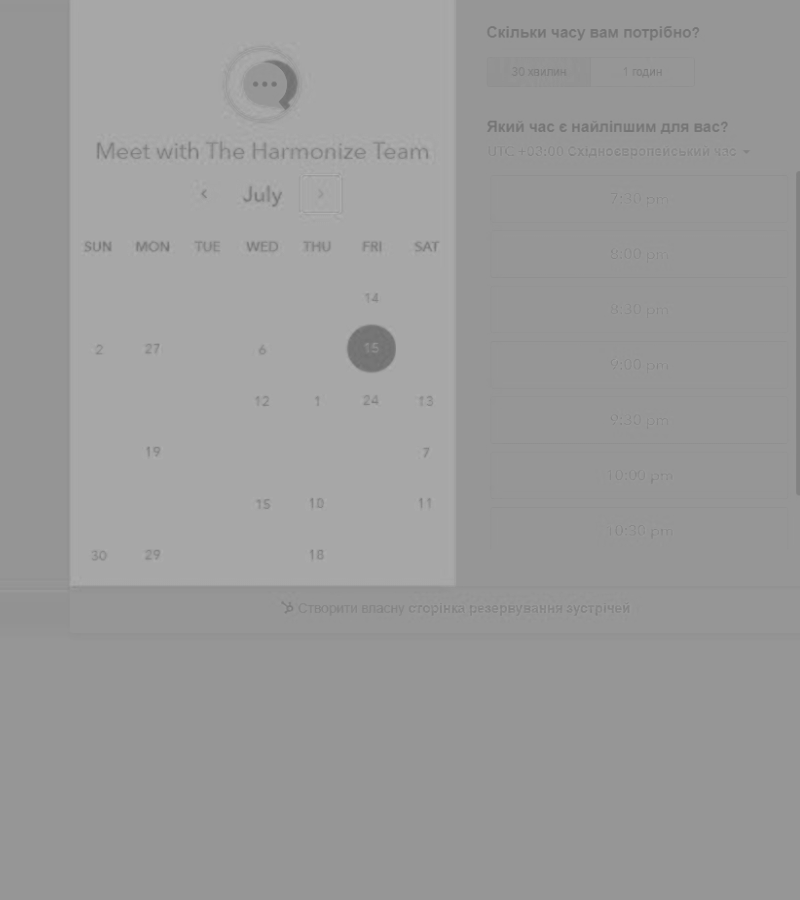 Meet with The Harmonize Team
July
SUN MON TUE WED THU FRI SAT
14
2 27 6 15
12 1 24 13
19 7
15 10 11
30 29 18
Скільки часу вам потрібно?
30 хвилин 1 годин
Який час є найліпшим для вас?
UTC +03:00 Східноєвропейський час
7:30 pm
8:00 pm
8:30 pm
9:00 pm
9:30 pm
10:00 pm
10:30 pm
Створити власну сторінка резервування зустрічей